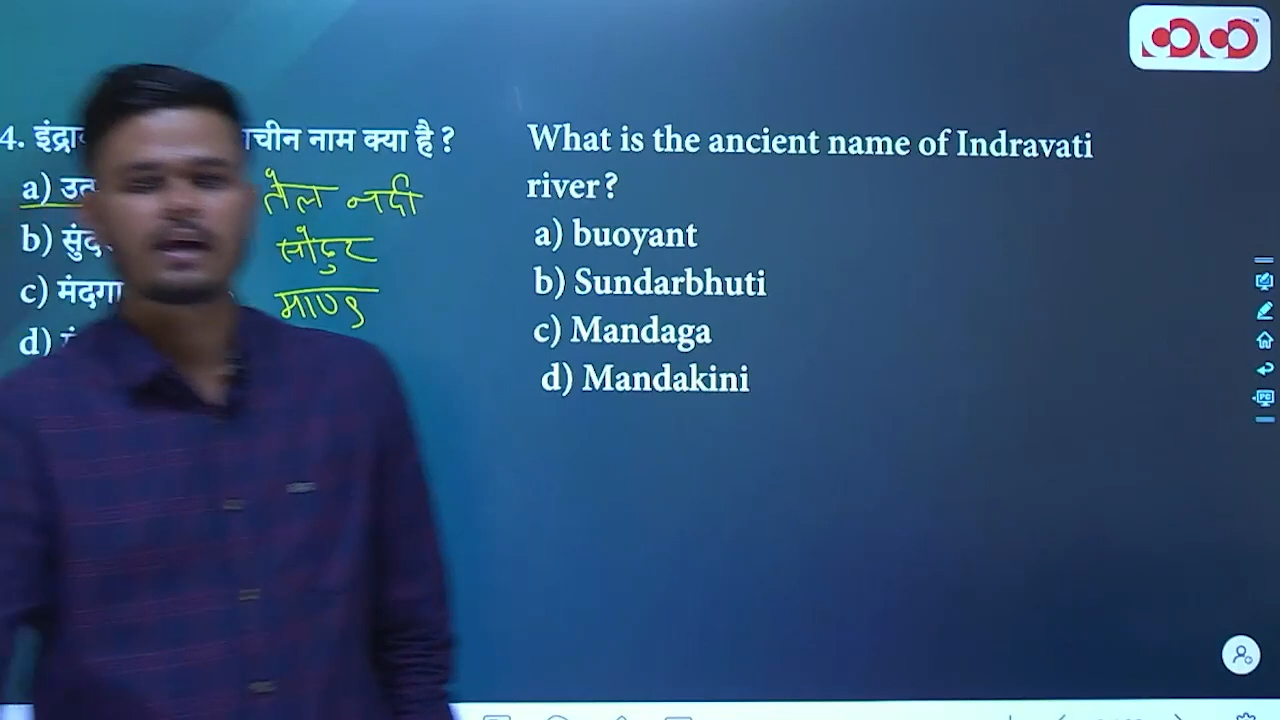 4. इंद्रा चीन नाम क्या है ?
a) उत तेल नदी
b) सुंद सोंढुर
c) मंदगा माण्ड
d)
What is the ancient name of Indravati
river?
a) buoyant
b) Sundarbhuti
c) Mandaga
d) Mandakini